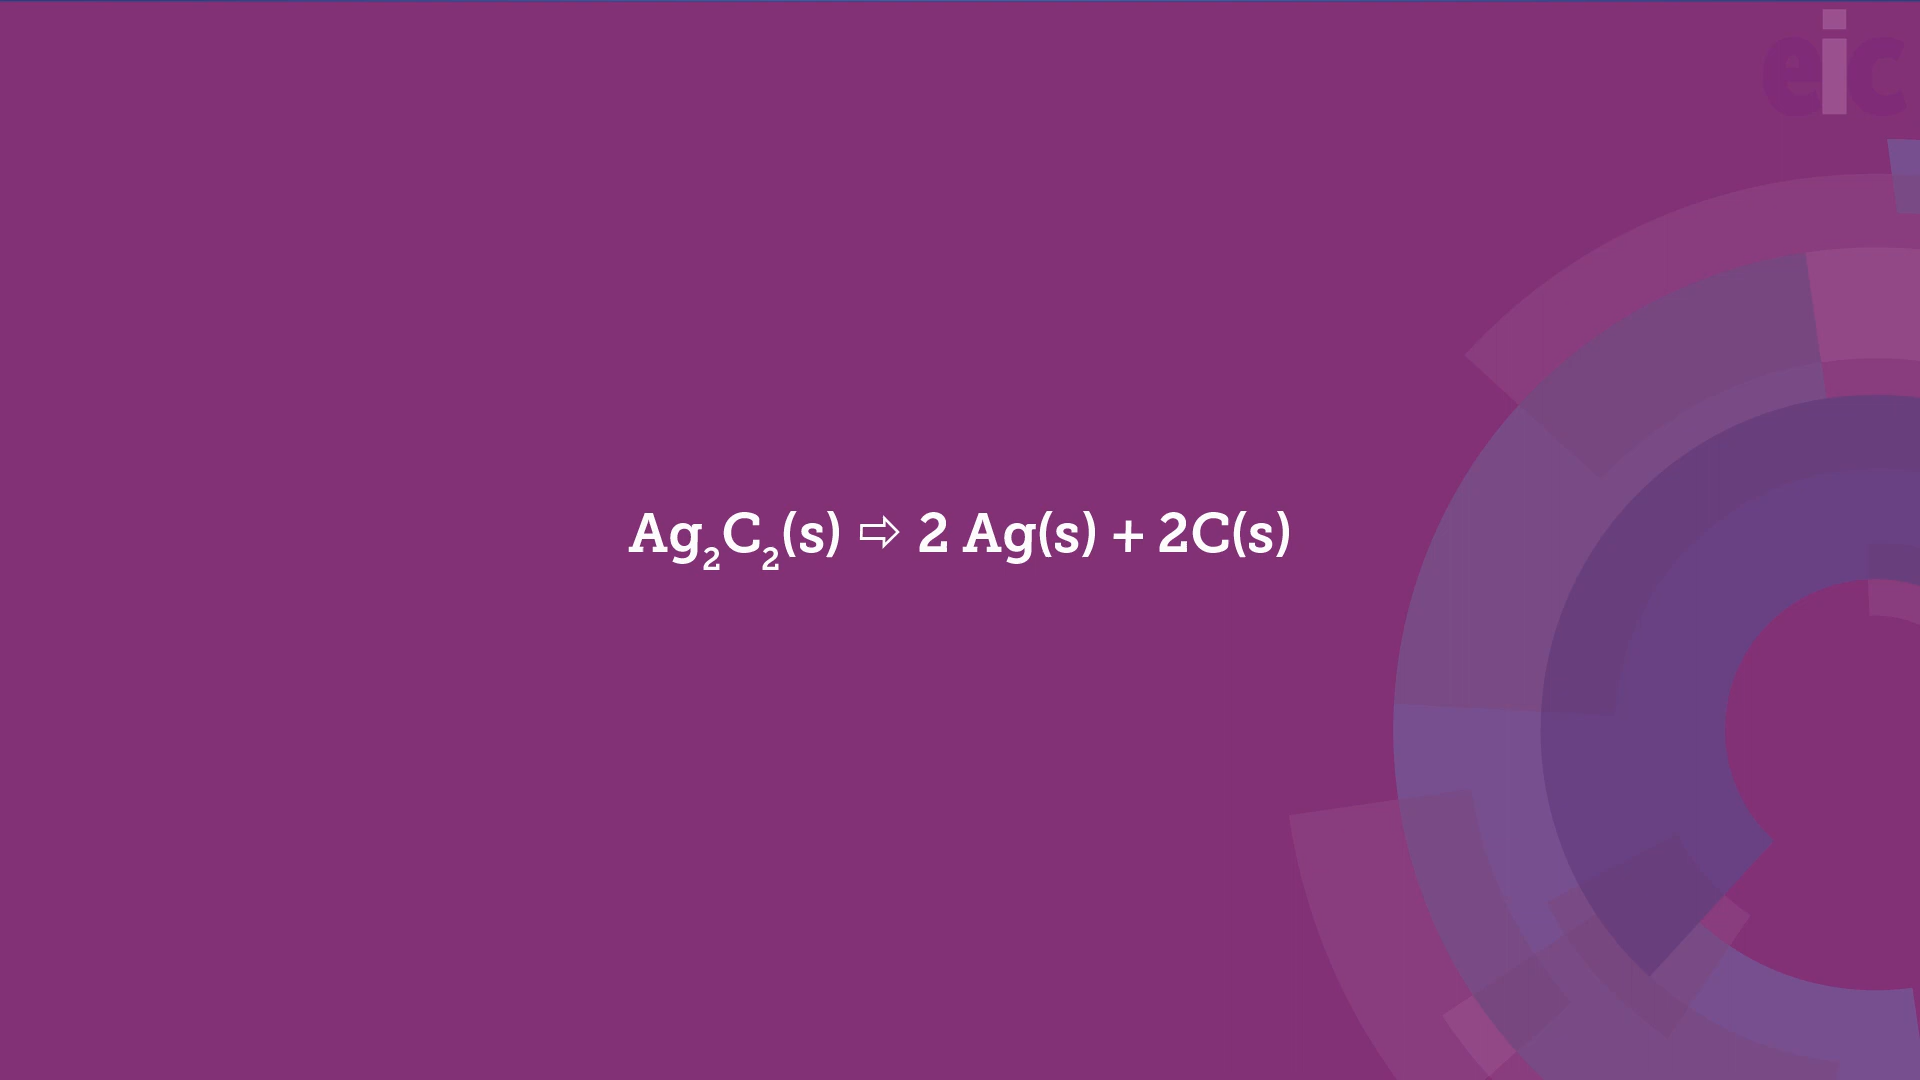 eic
Ag₂C₂(s) ⇨ 2 Ag(s) + 2C(s)